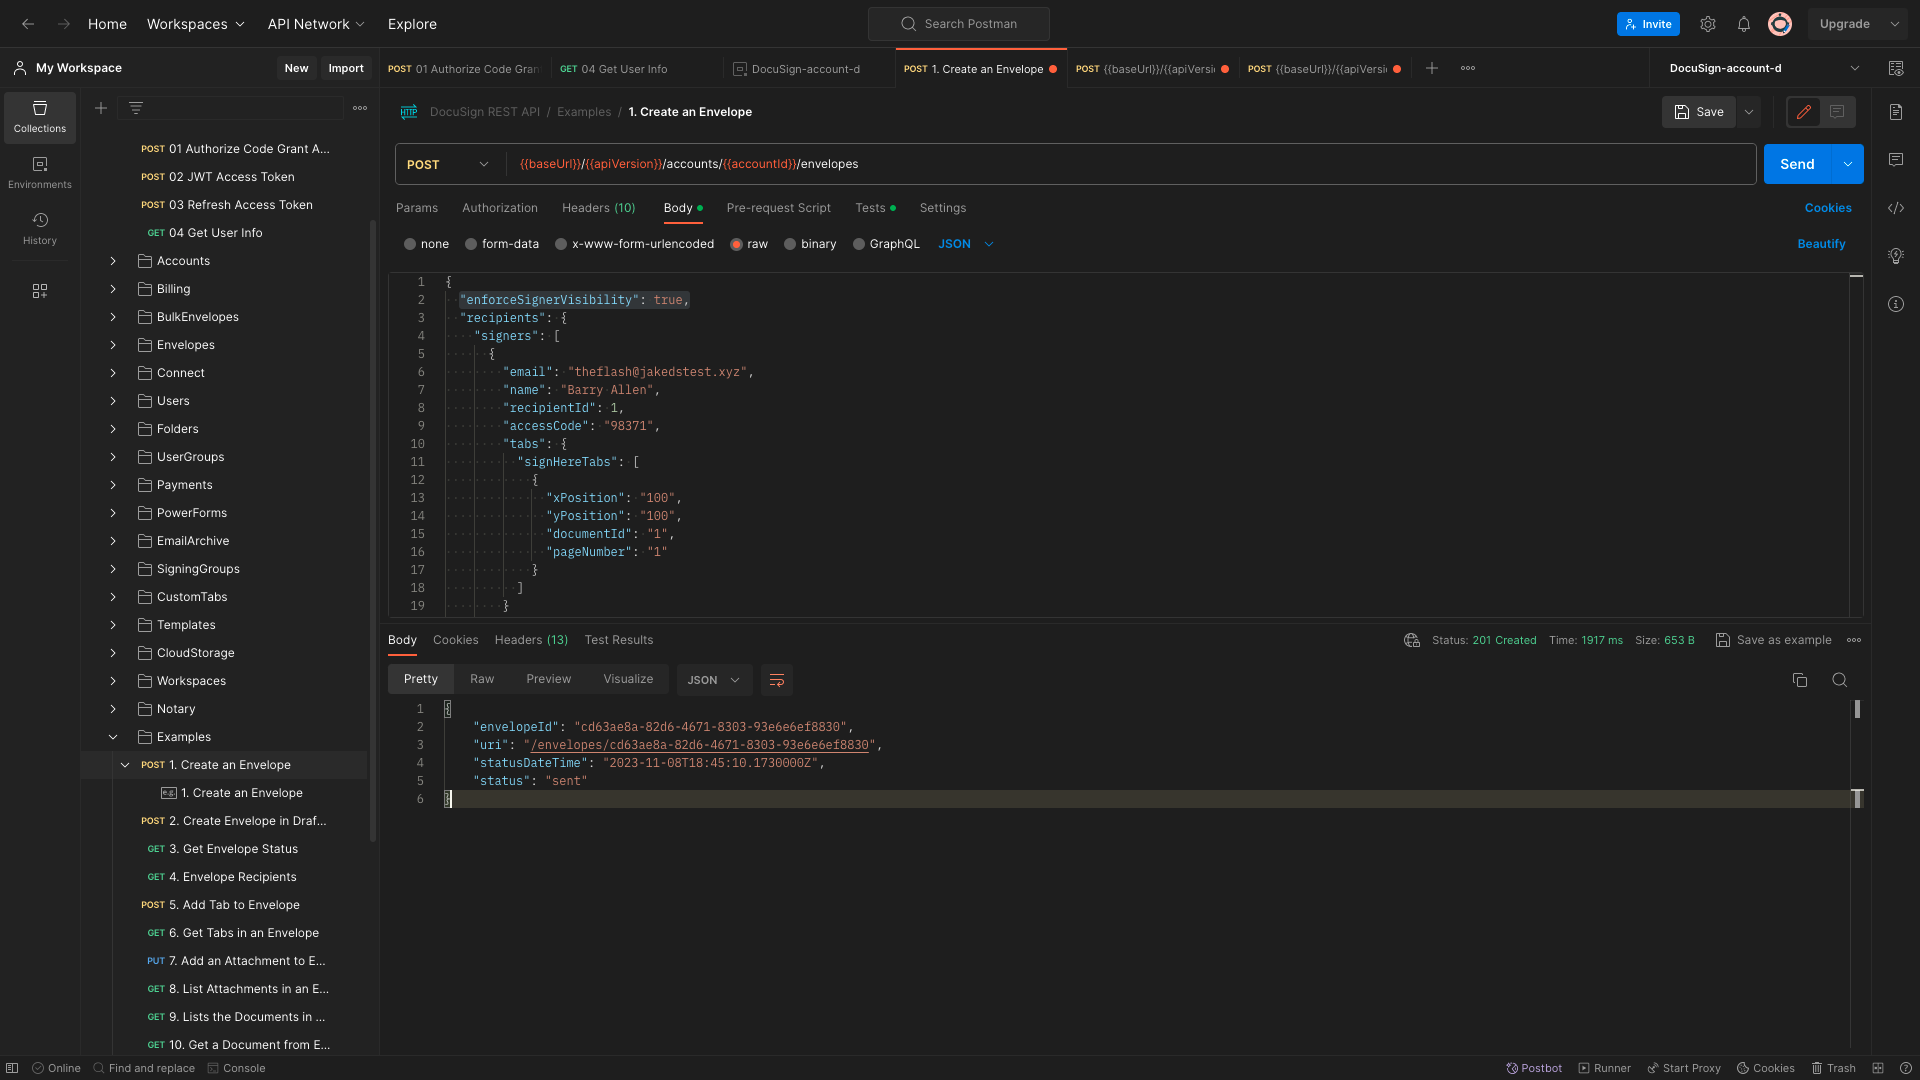 Home Workspaces API Network Explore Search Postman Invite Upgrade
My Workspace New Import
POST 01 Authorize Code Gran GET 04 Get User Info DocuSign-account-d POST 1. Create an Envelope POST {{baseUrl}}/{{apiVersi POST {{baseUrl}}/{{apiVersi DocuSign-account-d
Collections
Environments
History
POST 01 Authorize Code Grant A...
POST 02 JWT Access Token
POST 03 Refresh Access Token
GET 04 Get User Info
Accounts
Billing
BulkEnvelopes
Envelopes
Connect
Users
Folders
UserGroups
Payments
PowerForms
EmailArchive
SigningGroups
CustomTabs
Templates
CloudStorage
Workspaces
Notary
Examples
POST 1. Create an Envelope
e.g. 1. Create an Envelope
POST 2. Create Envelope in Draf...
GET 3. Get Envelope Status
GET 4. Envelope Recipients
POST 5. Add Tab to Envelope
GET 6. Get Tabs in an Envelope
PUT 7. Add an Attachment to E...
GET 8. List Attachments in an E...
GET 9. Lists the Documents in ...
GET 10. Get a Document from E...
HTTP DocuSign REST API / Examples / 1. Create an Envelope Save
POST {{baseUrl}}/{{apiVersion}}/accounts/{{accountId}}/envelopes Send
Params Authorization Headers (10) Body Pre-request Script Tests Settings Cookies
none form-data x-www-form-urlencoded raw binary GraphQL JSON Beautify
1 {
2 "enforceSignerVisibility": true,
3 "recipients": {
4 "signers": [
5 {
6 "email": "theflash@jakedstest.xyz",
7 "name": "Barry Allen",
8 "recipientId": 1,
9 "accessCode": "98371",
10 "tabs": {
11 "signHereTabs": [
12 {
13 "xPosition": "100",
14 "yPosition": "100",
15 "documentId": "1",
16 "pageNumber": "1"
17 }
18 ]
19 }
Body Cookies Headers (13) Test Results Status: 201 Created Time: 1917 ms Size: 653 B Save as example
Pretty Raw Preview Visualize JSON
1 {
2 "envelopeId": "cd63ae8a-82d6-4671-8303-93e6e6ef8830",
3 "uri": "/envelopes/cd63ae8a-82d6-4671-8303-93e6e6ef8830",
4 "statusDateTime": "2023-11-08T18:45:10.1730000Z",
5 "status": "sent"
6 }
Online Find and replace Console Postbot Runner Start Proxy Cookies Trash